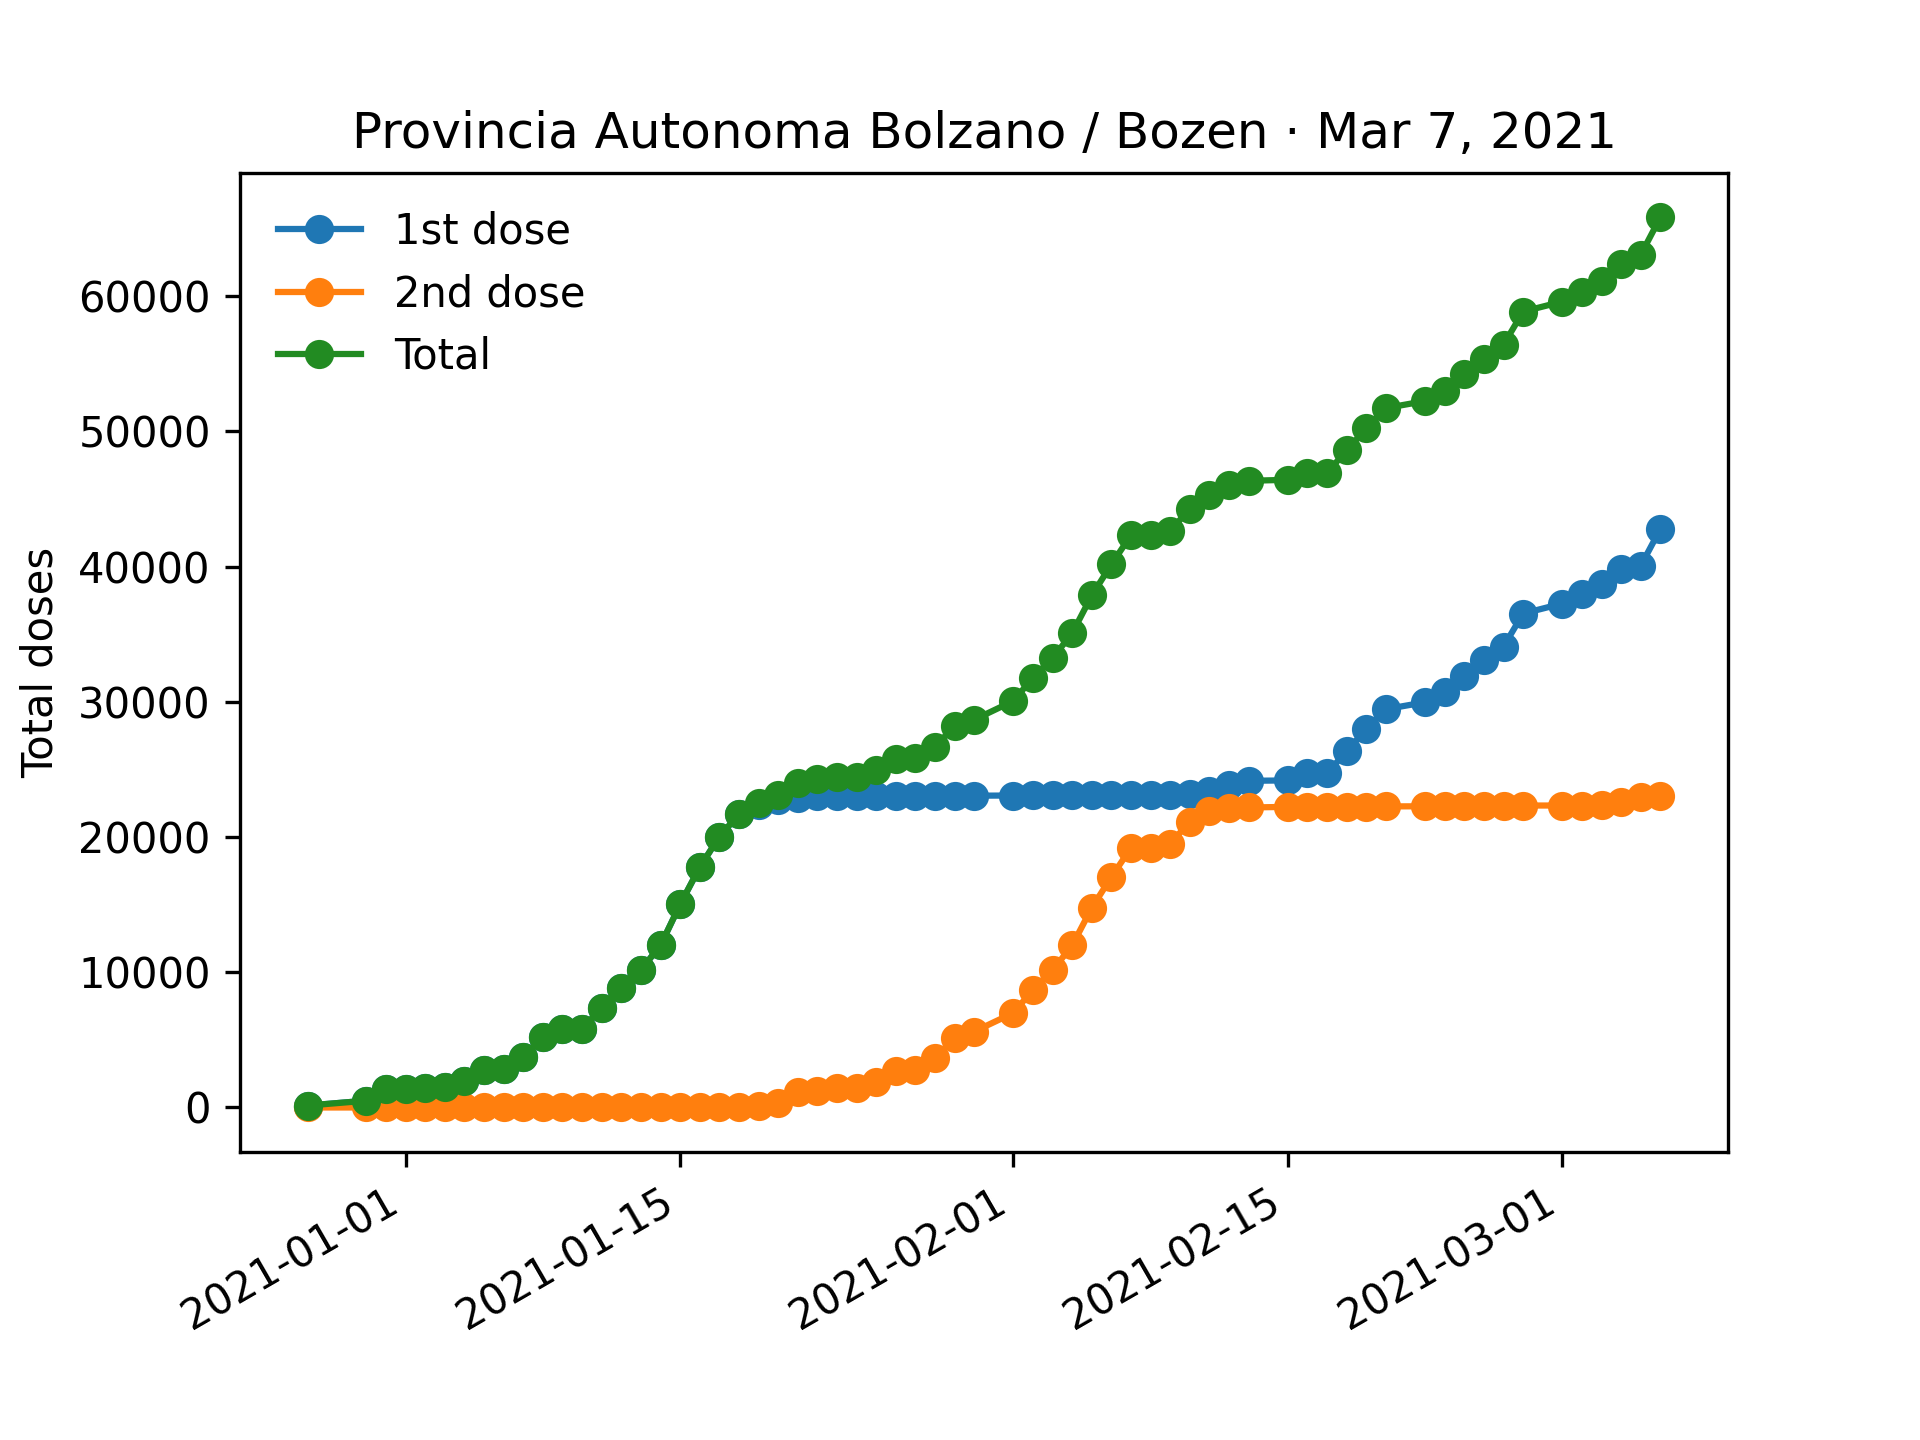 Provincia Autonoma Bolzano / Bozen · Mar 7, 2021
1st dose
2nd dose
Total
Total doses
60000
50000
40000
30000
20000
10000
0
2021-01-01
2021-01-15
2021-02-01
2021-02-15
2021-03-01